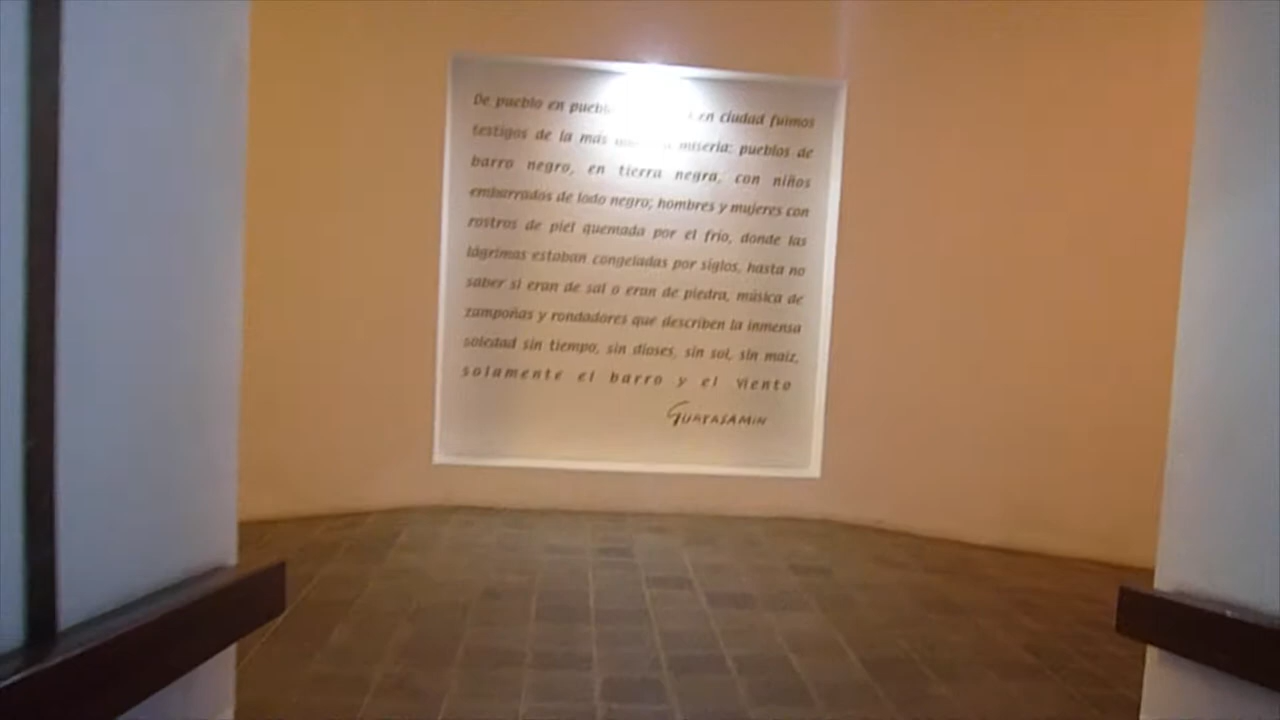 De pueblo en en ciudad fuimos
testigos de la más miseria: pueblos de
barro negro, en tierra negra, con niños
embarrados de lodo negro; hombres y mujeres con
rostros de piel quemada por el frío, donde las
lágrimas estaban congeladas por siglos, hasta no
saber si eran de sal o eran de piedra, música de
zampoñas y rondadores que describen la inmensa
soledad sin tiempo, sin dioses, sin sol, sin maiz,
solamente el barro y el viento
GUAYASAMIN